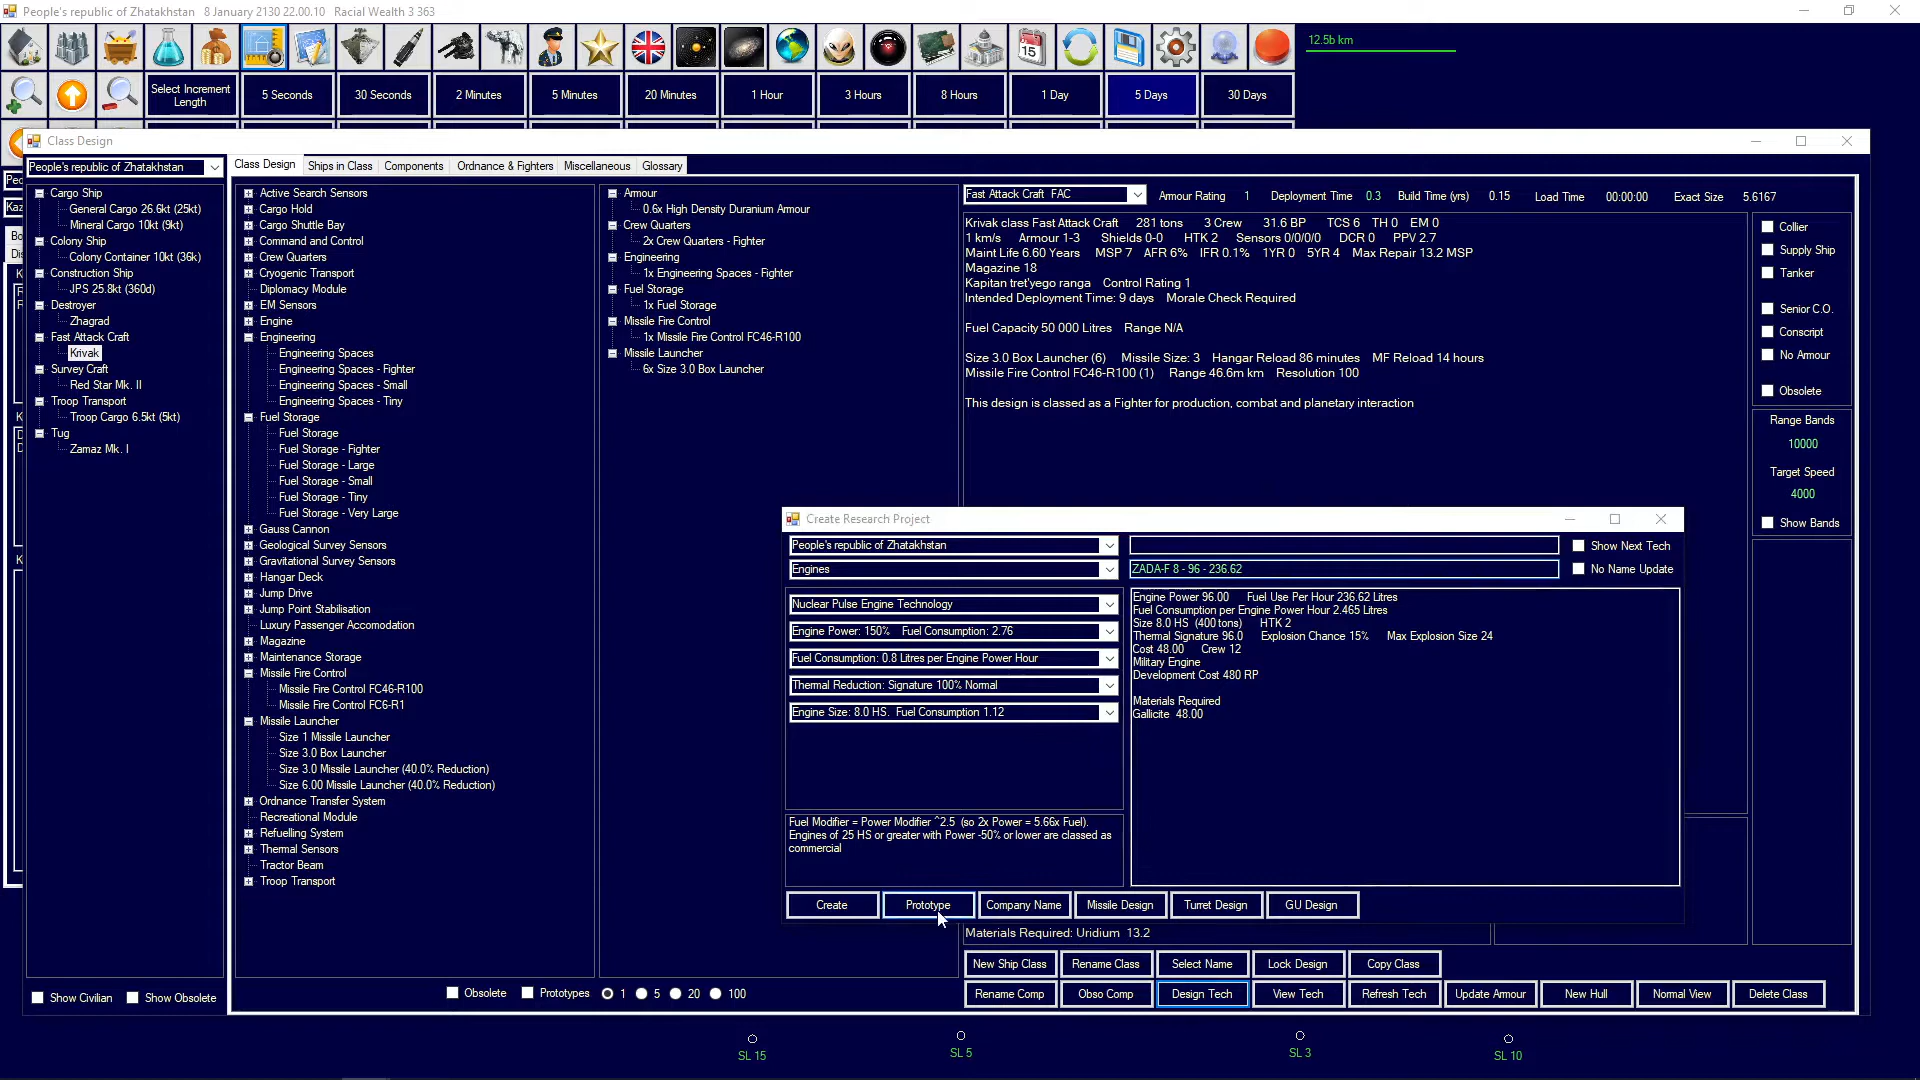 People's republic of Zhatakhstan   8 January 2130 22.00.10   Racial Wealth 3 363
15
12.5b km
Select Increment Length
5 Seconds
30 Seconds
2 Minutes
5 Minutes
20 Minutes
1 Hour
3 Hours
8 Hours
1 Day
5 Days
30 Days
Class Design
People's republic of Zhatakhstan
Class Design
Ships in Class
Components
Ordnance & Fighters
Miscellaneous
Glossary
Cargo Ship
General Cargo 26.6kt (25kt)
Mineral Cargo 10kt (9kt)
Colony Ship
Colony Container 10kt (36k)
Construction Ship
JPS 25.8kt (360d)
Destroyer
Zhagrad
Fast Attack Craft
Krivak
Survey Craft
Red Star Mk. II
Troop Transport
Troop Cargo 6.5kt (5kt)
Tug
Zamaz Mk. I
Show Civilian
Show Obsolete
Active Search Sensors
Cargo Hold
Cargo Shuttle Bay
Command and Control
Crew Quarters
Cryogenic Transport
Diplomacy Module
EM Sensors
Engine
Engineering
Engineering Spaces
Engineering Spaces - Fighter
Engineering Spaces - Small
Engineering Spaces - Tiny
Fuel Storage
Fuel Storage
Fuel Storage - Fighter
Fuel Storage - Large
Fuel Storage - Small
Fuel Storage - Tiny
Fuel Storage - Very Large
Gauss Cannon
Geological Survey Sensors
Gravitational Survey Sensors
Hangar Deck
Jump Drive
Jump Point Stabilisation
Luxury Passenger Accomodation
Magazine
Maintenance Storage
Missile Fire Control
Missile Fire Control FC46-R100
Missile Fire Control FC6-R1
Missile Launcher
Size 1 Missile Launcher
Size 3.0 Box Launcher
Size 3.0 Missile Launcher (40.0% Reduction)
Size 6.00 Missile Launcher (40.0% Reduction)
Ordnance Transfer System
Recreational Module
Refuelling System
Thermal Sensors
Tractor Beam
Troop Transport
Obsolete
Prototypes
1
5
20
100
Armour
0.6x High Density Duranium Armour
Crew Quarters
2x Crew Quarters - Fighter
Engineering
1x Engineering Spaces - Fighter
Fuel Storage
1x Fuel Storage
Missile Fire Control
1x Missile Fire Control FC46-R100
Missile Launcher
6x Size 3.0 Box Launcher
Fast Attack Craft  FAC
Armour Rating   1   Deployment Time   0.3   Build Time (yrs)   0.15   Load Time   00:00:00   Exact Size   5.6167
Krivak class Fast Attack Craft   281 tons   3 Crew   31.6 BP   TCS 6   TH 0   EM 0
1 km/s   Armour 1-3   Shields 0-0   HTK 2   Sensors 0/0/0/0   DCR 0   PPV 2.7
Maint Life 6.60 Years   MSP 7   AFR 6%   IFR 0.1%   1YR 0   5YR 4   Max Repair 13.2 MSP
Magazine 18
Kapitan tret'yego ranga   Control Rating 1
Intended Deployment Time: 9 days   Morale Check Required
Fuel Capacity 50 000 Litres   Range N/A
Size 3.0 Box Launcher (6)   Missile Size: 3   Hangar Reload 86 minutes   MF Reload 14 hours
Missile Fire Control FC46-R100 (1)   Range 46.6m km   Resolution 100
This design is classed as a Fighter for production, combat and planetary interaction
Collier
Supply Ship
Tanker
Senior C.O.
Conscript
No Armour
Obsolete
Range Bands
10000
Target Speed
4000
Show Bands
Create Research Project
People's republic of Zhatakhstan
Engines
Show Next Tech
ZADA-F 8 - 96 - 236.62
No Name Update
Nuclear Pulse Engine Technology
Engine Power: 150%   Fuel Consumption: 2.76
Fuel Consumption: 0.8 Litres per Engine Power Hour
Thermal Reduction: Signature 100% Normal
Engine Size: 8.0 HS.  Fuel Consumption 1.12
Engine Power 96.00   Fuel Use Per Hour 236.62 Litres
Fuel Consumption per Engine Power Hour 2.465 Litres
Size 8.0 HS  (400 tons)   HTK 2
Thermal Signature 96.0   Explosion Chance 15%   Max Explosion Size 24
Cost 48.00   Crew 12
Military Engine
Development Cost 480 RP
Materials Required
Gallicite  48.00
Fuel Modifier = Power Modifier ^2.5  (so 2x Power = 5.66x Fuel).
Engines of 25 HS or greater with Power -50% or lower are classed as
commercial
Create
Prototype
Company Name
Missile Design
Turret Design
GU Design
Materials Required: Uridium  13.2
New Ship Class
Rename Class
Select Name
Lock Design
Copy Class
Rename Comp
Obso Comp
Design Tech
View Tech
Refresh Tech
Update Armour
New Hull
Normal View
Delete Class
SL 15
SL 5
SL 3
SL 10